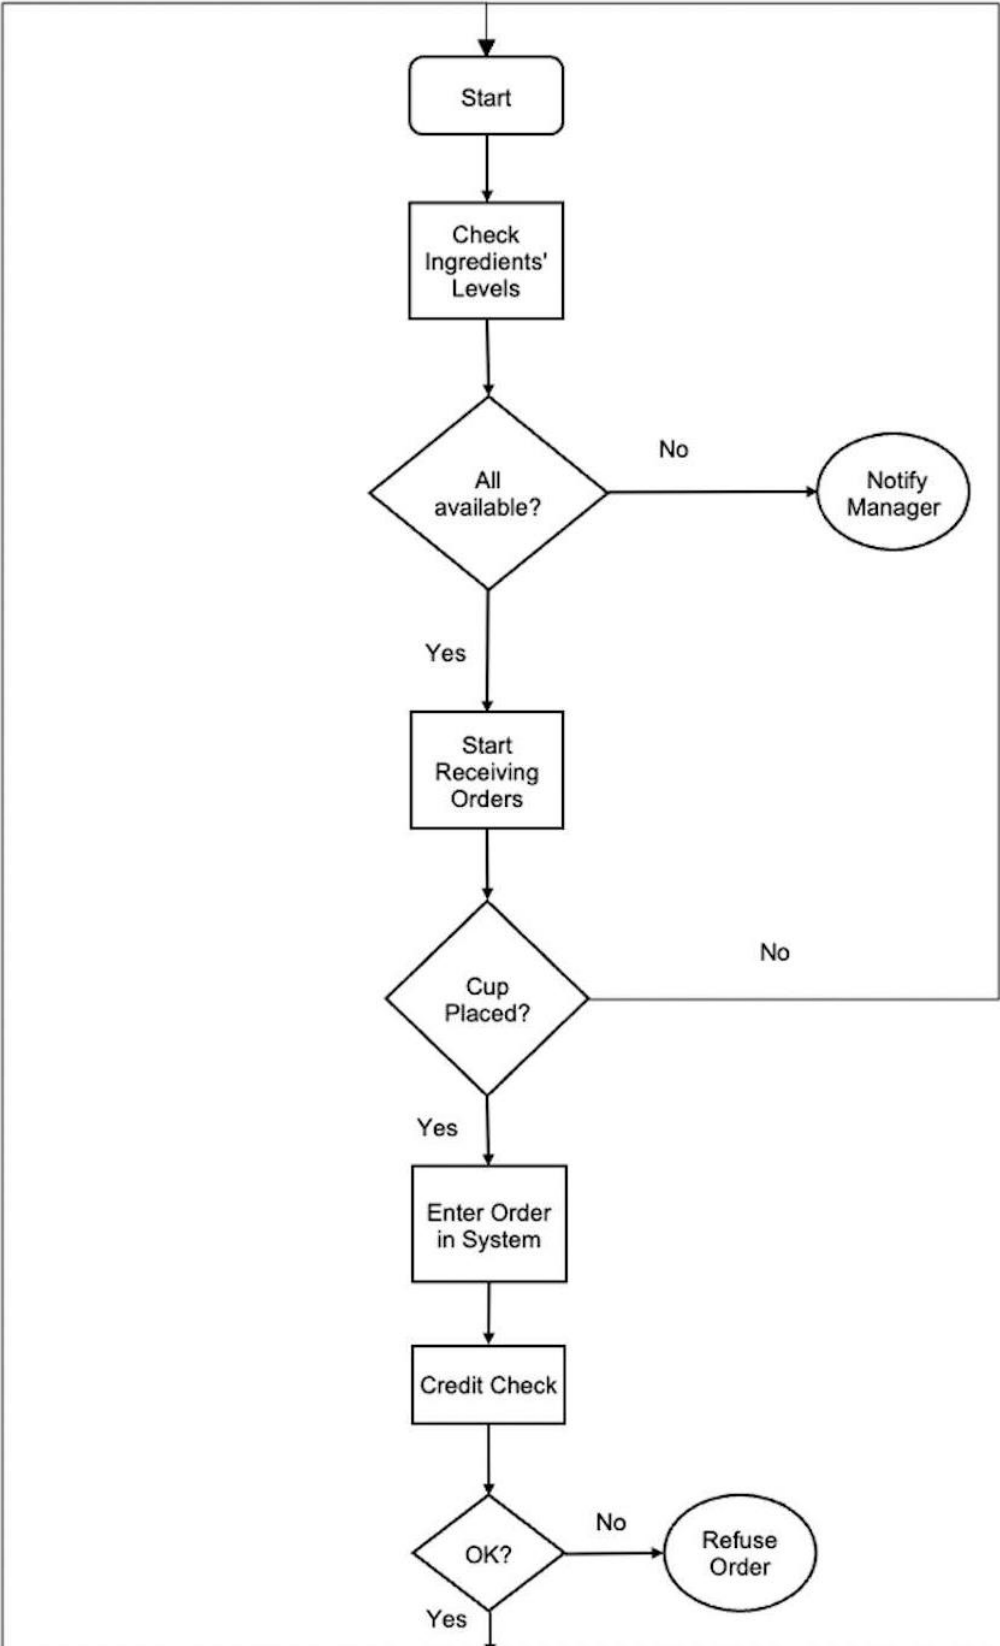 Start
Check
Ingredients'
Levels
All
available?
No
Notify
Manager
Yes
Start
Receiving
Orders
Cup
Placed?
No
Yes
Enter Order
in System
Credit Check
OK?
No
Refuse
Order
Yes